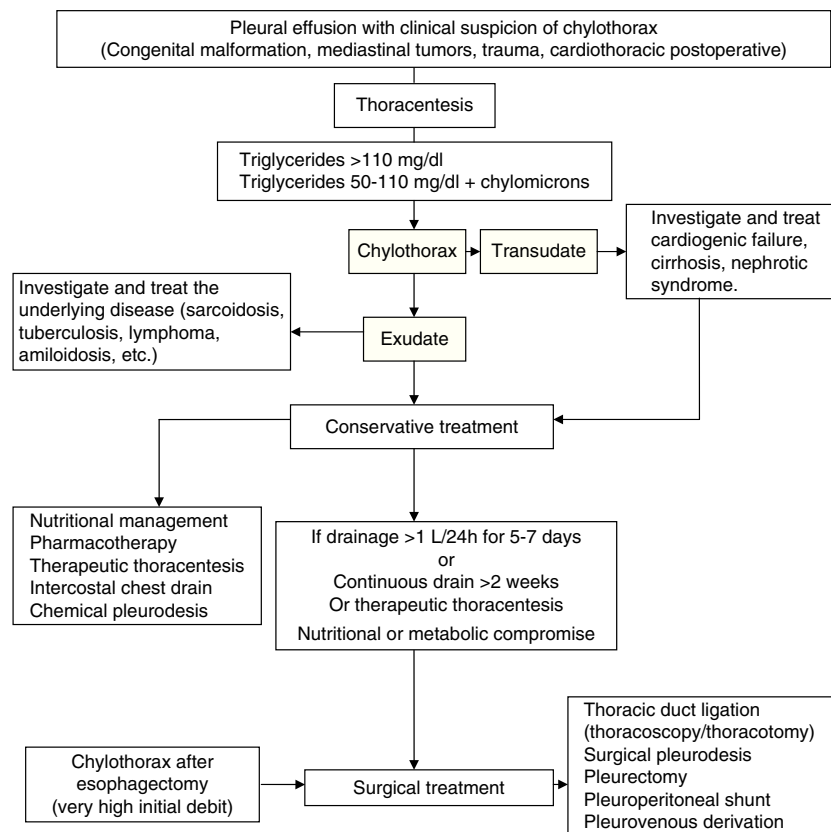 Pleural effusion with clinical suspicion of chylothorax
(Congenital malformation, mediastinal tumors, trauma, cardiothoracic postoperative)
Thoracentesis
Triglycerides >110 mg/dl
Triglycerides 50-110 mg/dl + chylomicrons
Chylothorax
Transudate
Investigate and treat
cardiogenic failure,
cirrhosis, nephrotic
syndrome.
Investigate and treat the
underlying disease (sarcoidosis,
tuberculosis, lymphoma,
amiloidosis, etc.)
Exudate
Conservative treatment
Nutritional management
Pharmacotherapy
Therapeutic thoracentesis
Intercostal chest drain
Chemical pleurodesis
If drainage >1 L/24h for 5-7 days
or
Continuous drain >2 weeks
Or therapeutic thoracentesis
Nutritional or metabolic compromise
Chylothorax after
esophagectomy
(very high initial debit)
Surgical treatment
Thoracic duct ligation
(thoracoscopy/thoracotomy)
Surgical pleurodesis
Pleurectomy
Pleuroperitoneal shunt
Pleurovenous derivation